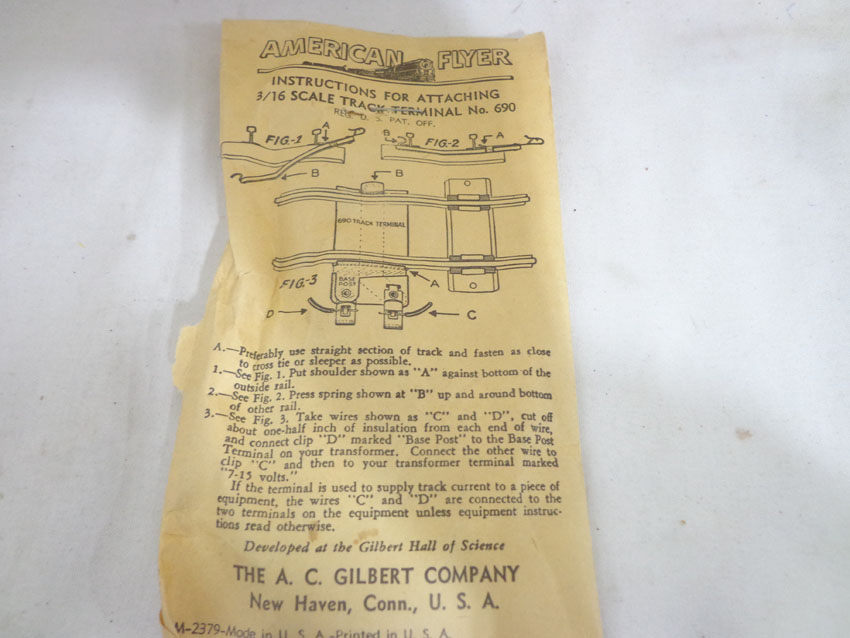 AMERICAN FLYER
INSTRUCTIONS FOR ATTACHING
3/16 SCALE TRACK TERMINAL No. 690
REG. U. S. PAT. OFF.
A FIG-1 B
B FIG-2 A
B
690 TRACK TERMINAL
FIG-3
BASE
POST
A
D C
A.—Preferably use straight section of track and fasten as close
to cross tie or sleeper as possible.
1.—See Fig. 1. Put shoulder shown as "A" against bottom of the
outside rail.
2.—See Fig. 2. Press spring shown at "B" up and around bottom
of other rail.
3.—See Fig. 3. Take wires shown as "C" and "D", cut off
about one-half inch of insulation from each end of wire,
and connect clip "D" marked "Base Post" to the Base Post
Terminal on your transformer. Connect the other wire to
clip "C" and then to your transformer terminal marked
"7-15 volts."
If the terminal is used to supply track current to a piece of
equipment, the wires "C" and "D" are connected to the
two terminals on the equipment unless equipment instruc-
tions read otherwise.
Developed at the Gilbert Hall of Science
THE A. C. GILBERT COMPANY
New Haven, Conn., U. S. A.
M-2379-Made in U. S. A.-Printed in U. S. A.